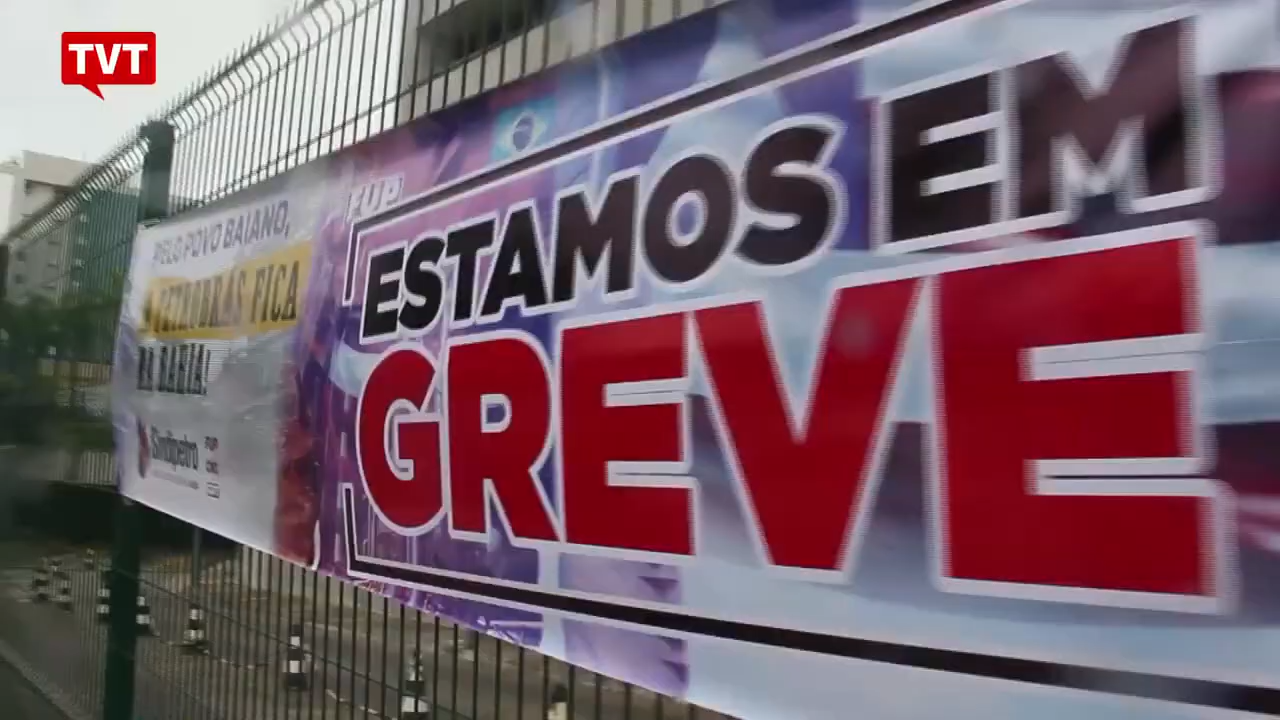 TVT
PELO POVO BAIANO,
A PETROBRÁS FICA
NA BAHIA!
Sindipetro
FUP
ESTAMOS EM
GREVE